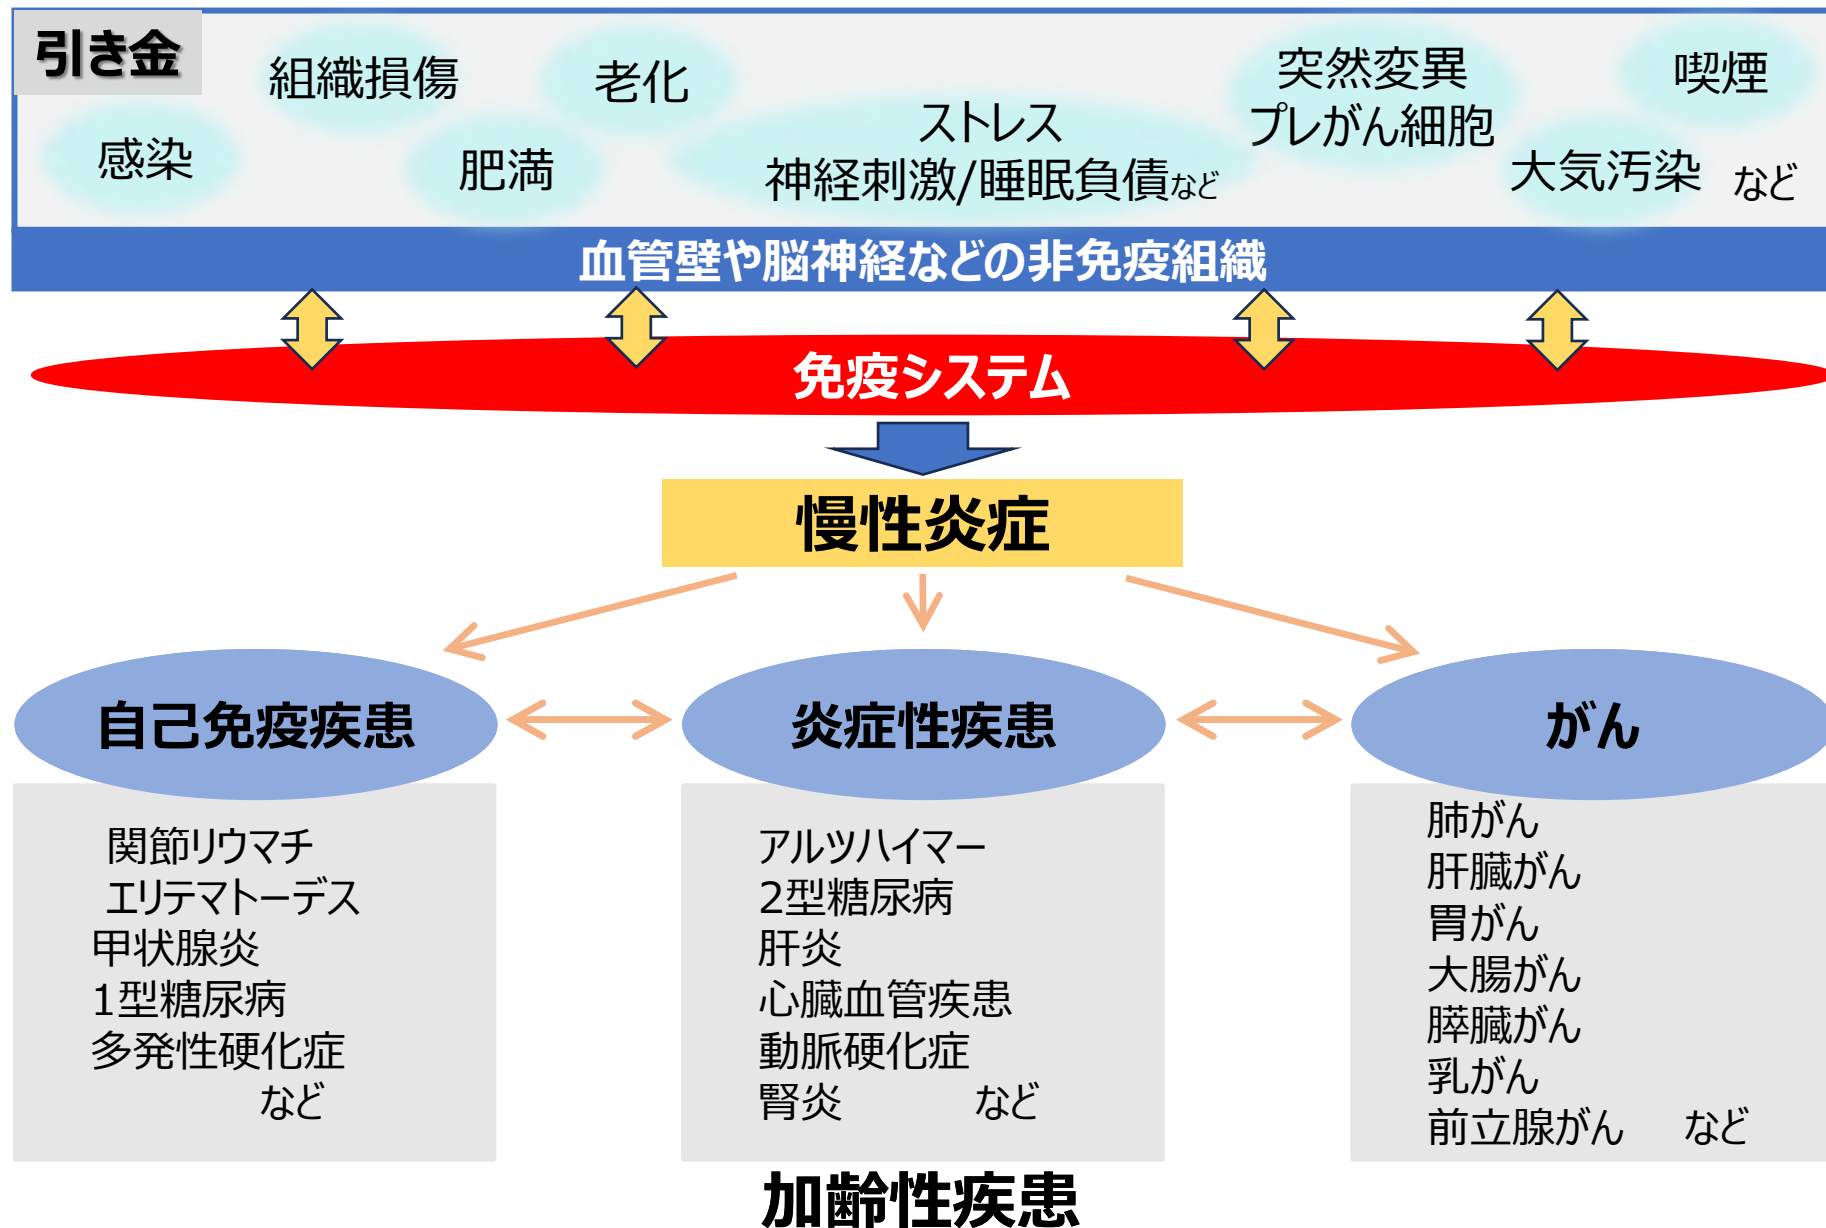 引き金
組織損傷
老化
突然変異
プレがん細胞
喫煙
感染
肥満
ストレス
神経刺激/睡眠負債など
大気汚染
など
血管壁や脳神経などの非免疫組織
免疫システム
慢性炎症
自己免疫疾患
関節リウマチ
エリテマトーデス
甲状腺炎
1型糖尿病
多発性硬化症
など
炎症性疾患
アルツハイマー
2型糖尿病
肝炎
心臓血管疾患
動脈硬化症
腎炎 など
がん
肺がん
肝臓がん
胃がん
大腸がん
膵臓がん
乳がん
前立腺がん など
加齢性疾患